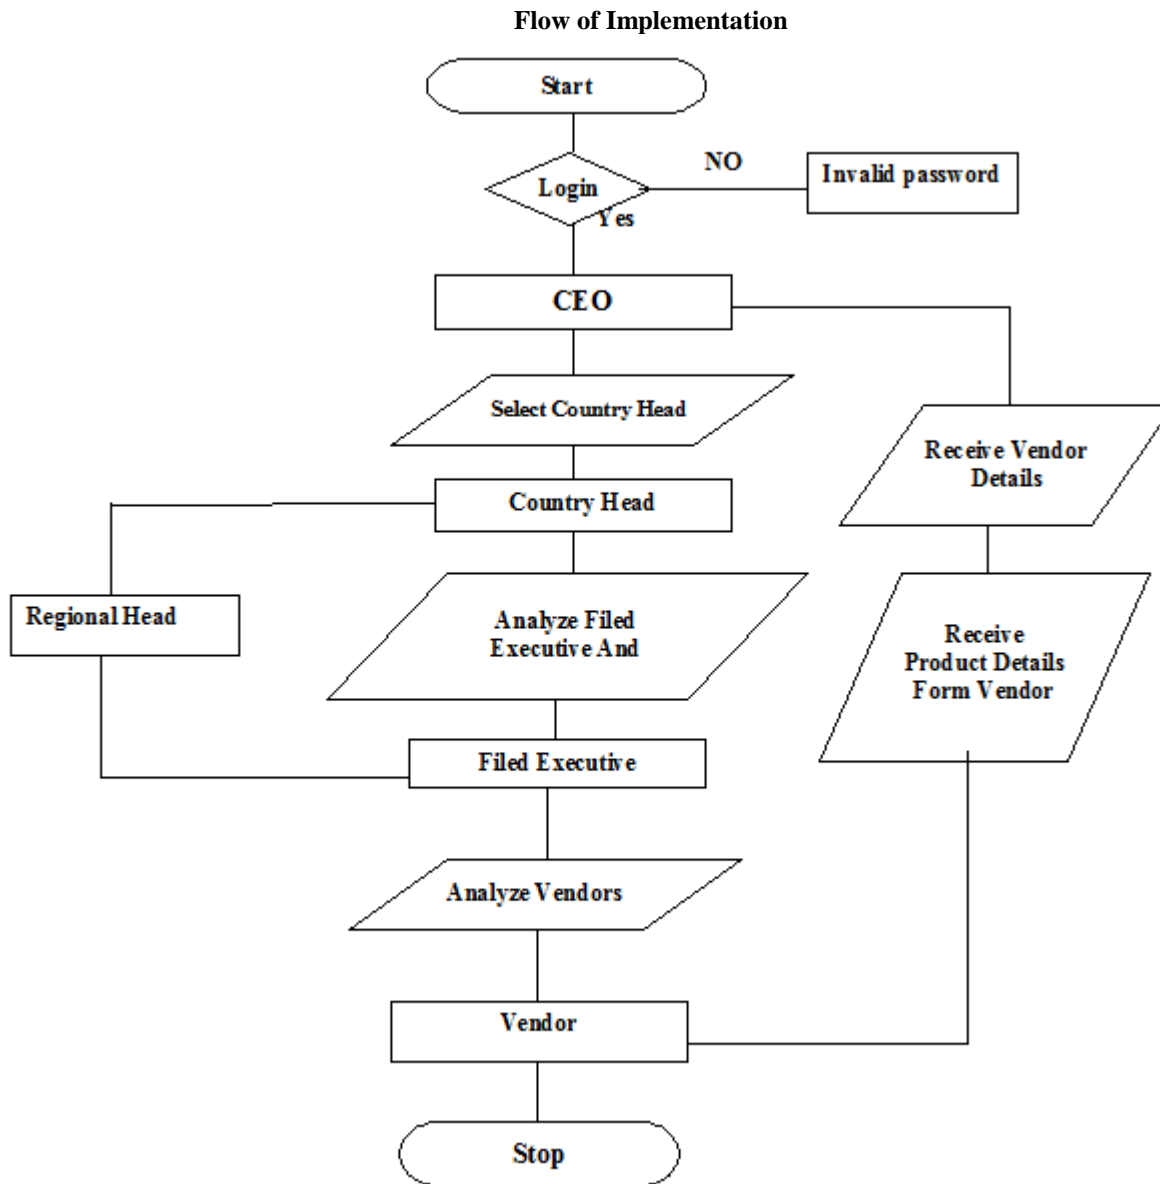 Flow of Implementation
Start
Login
NO
Invalid password
Yes
CEO
Select Country Head
Receive Vendor
Details
Country Head
Regional Head
Analyze Filed
Executive And
Receive
Product Details
Form Vendor
Filed Executive
Analyze Vendors
Vendor
Stop